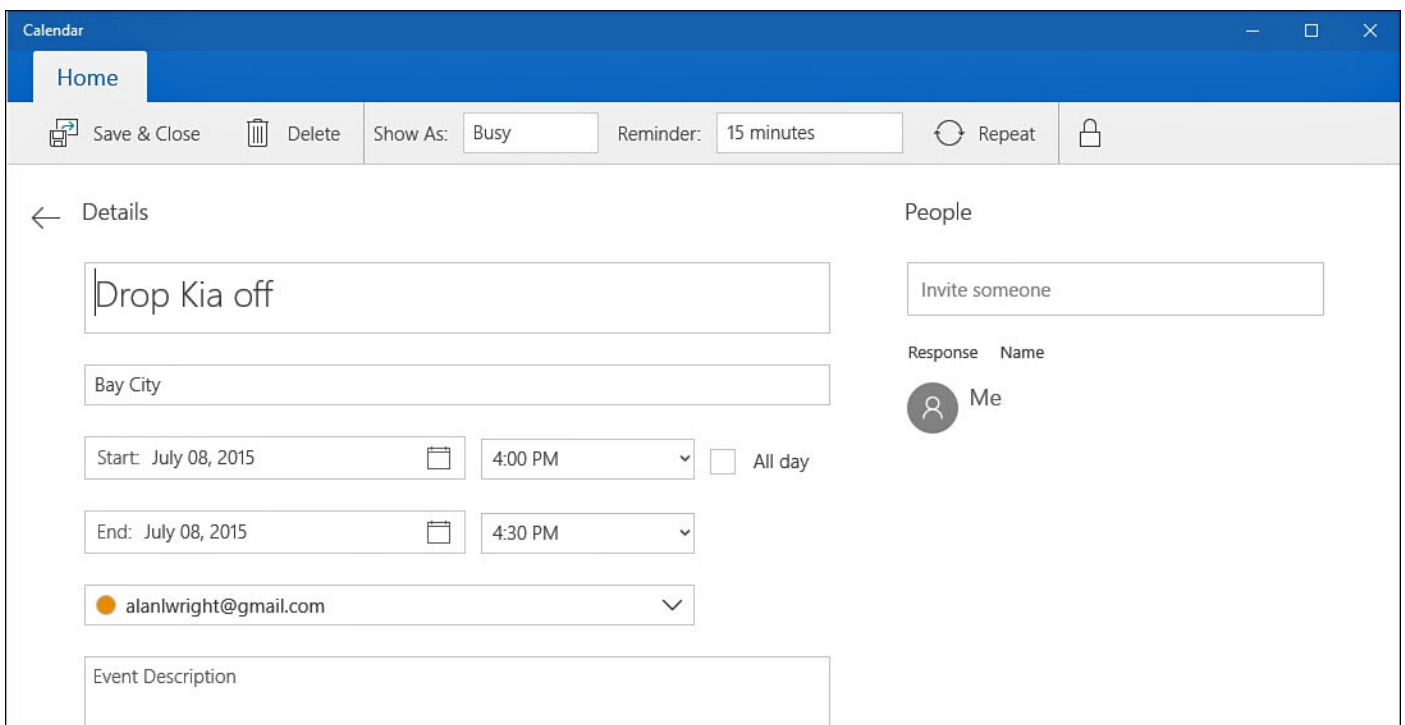 Calendar
Home
Save & Close Delete Show As: Busy Reminder: 15 minutes Repeat
Details
Drop Kia off
Bay City
Start: July 08, 2015 4:00 PM All day
End: July 08, 2015 4:30 PM
alanlwright@gmail.com
Event Description
People
Invite someone
Response Name
Me